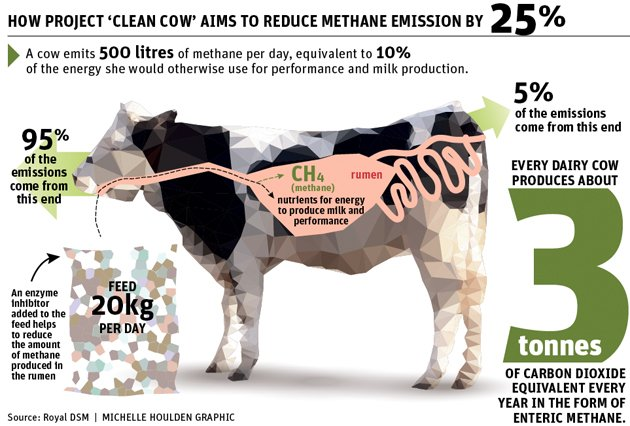 HOW PROJECT ‘CLEAN COW’ AIMS TO REDUCE METHANE EMISSION BY 25%
A cow emits 500 litres of methane per day, equivalent to 10%
of the energy she would otherwise use for performance and milk production.
95%
of the
emissions
come from
this end
5%
of the emissions
come from this end
CH4
(methane)
rumen
nutrients for energy
to produce milk and
performance
EVERY DAIRY COW
PRODUCES ABOUT
3
tonnes
OF CARBON DIOXIDE
EQUIVALENT EVERY
YEAR IN THE FORM OF
ENTERIC METHANE.
An enzyme
inhibitor
added to the
feed helps
to reduce
the amount
of methane
produced in
the rumen
FEED
20kg
PER DAY
Source: Royal DSM | MICHELLE HOULDEN GRAPHIC